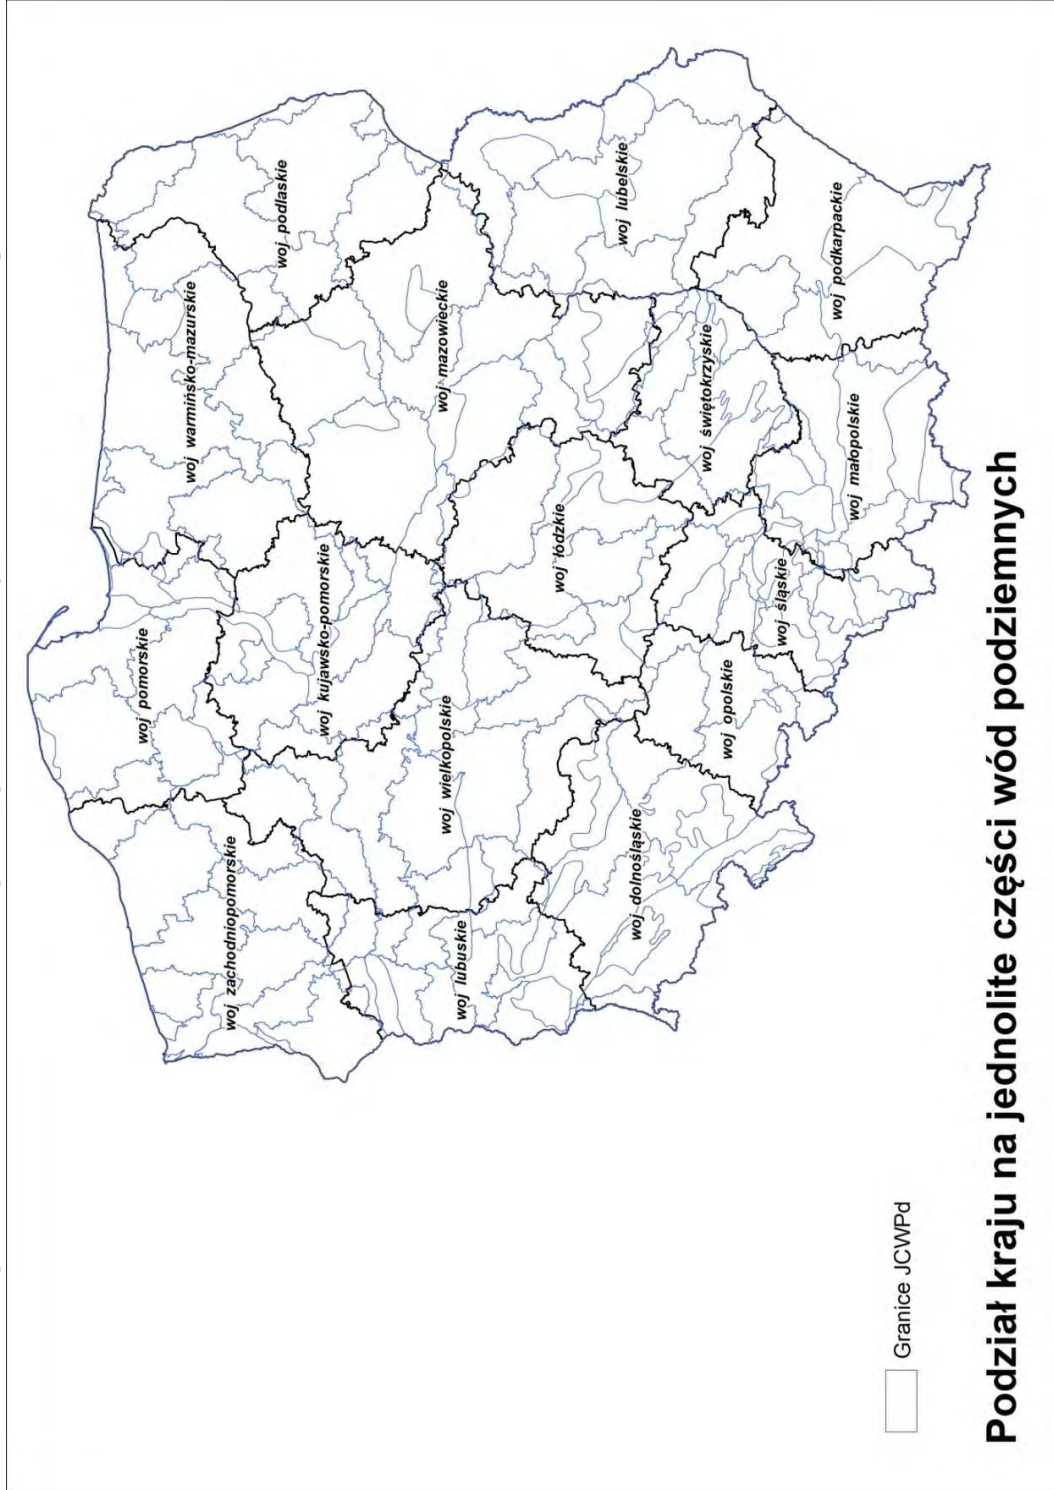 woj pomorskie
woj warmińsko-mazurskie
woj podlaskie
woj zachodniopomorskie
woj kujawsko-pomorskie
woj mazowieckie
woj wielkopolskie
woj lubuskie
woj łódzkie
woj lubelskie
woj dolnośląskie
woj świętokrzyskie
woj opolskie
woj śląskie
woj małopolskie
woj podkarpackie
Granice JCWPd
Podział kraju na jednolite części wód podziemnych